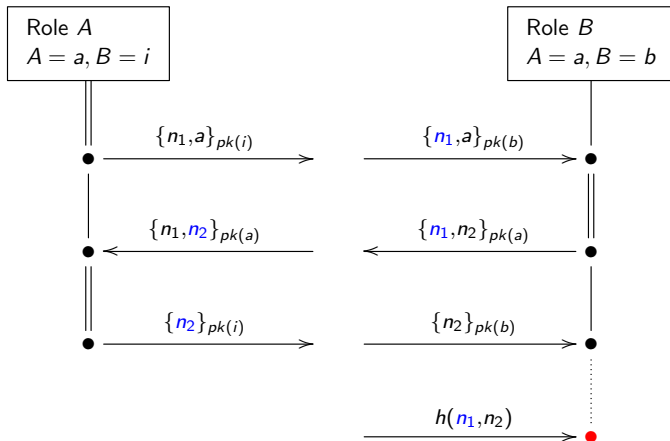 Role A
A = a, B = i
Role B
A = a, B = b
{n₁,a}ₚₖ₍ᵢ₎
{n₁,a}pk(b)
{n₁,n₂}pk(a)
{n₁,n₂}pk(a)
{n₂}pk(i)
{n₂}pk(b)
h(n₁,n₂)